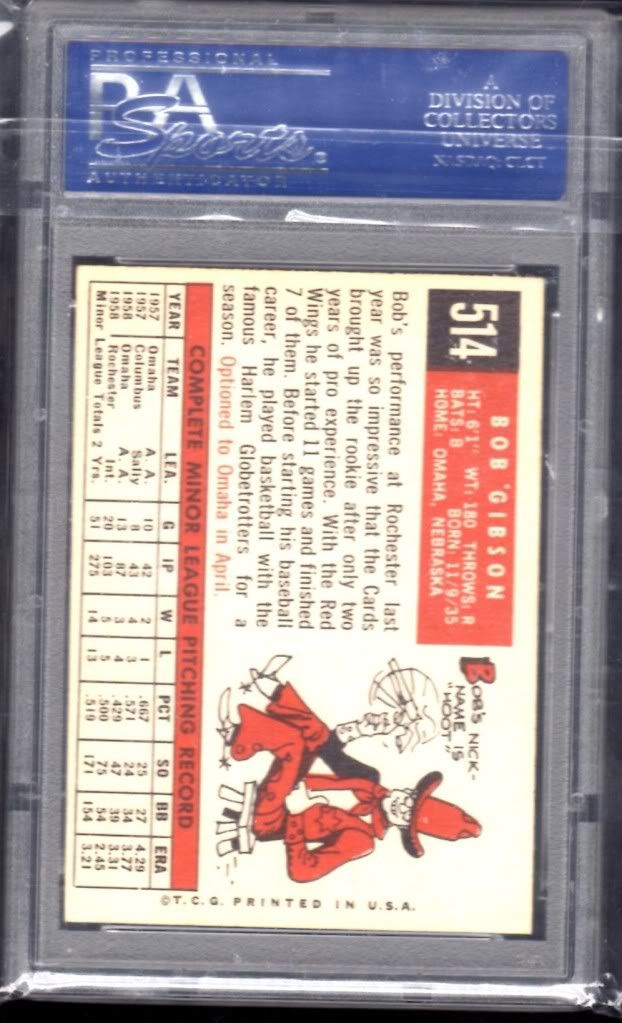 PROFESSIONAL
PSA
Sports
AUTHENTICATOR
A
DIVISION OF
COLLECTORS
UNIVERSE
NASDAQ: CLCT
514
BOB GIBSON
HT: 6'1" WT: 180 THROWS: R
BATS: B BORN: 11/9/35
HOME: OMAHA, NEBRASKA
Bob's performance at Rochester last
year was so impressive that the Cards
brought up the rookie after only two
years of pro experience. With the Red
Wings he started 11 games and finished
7 of them. Before starting his baseball
career, he played basketball with the
famous Harlem Globetrotters for a
season. Optioned to Omaha in April.
BOB'S NICK-
NAME IS
"HOOT"
COMPLETE MINOR LEAGUE PITCHING RECORD
YEAR TEAM LEA. G IP W L PCT SO BB ERA
1957 Omaha A. A. 10 42 2 1 .667 25 27 4.29
1957 Columbus Sally 8 43 4 3 .571 24 34 3.77
1958 Omaha A. A. 13 87 3 4 .429 47 39 3.31
1958 Rochester Int. 20 103 5 5 .500 75 54 2.45
Minor League Totals 2 Yrs. 51 275 14 13 .519 171 154 3.21
©T.C.G. PRINTED IN U.S.A.